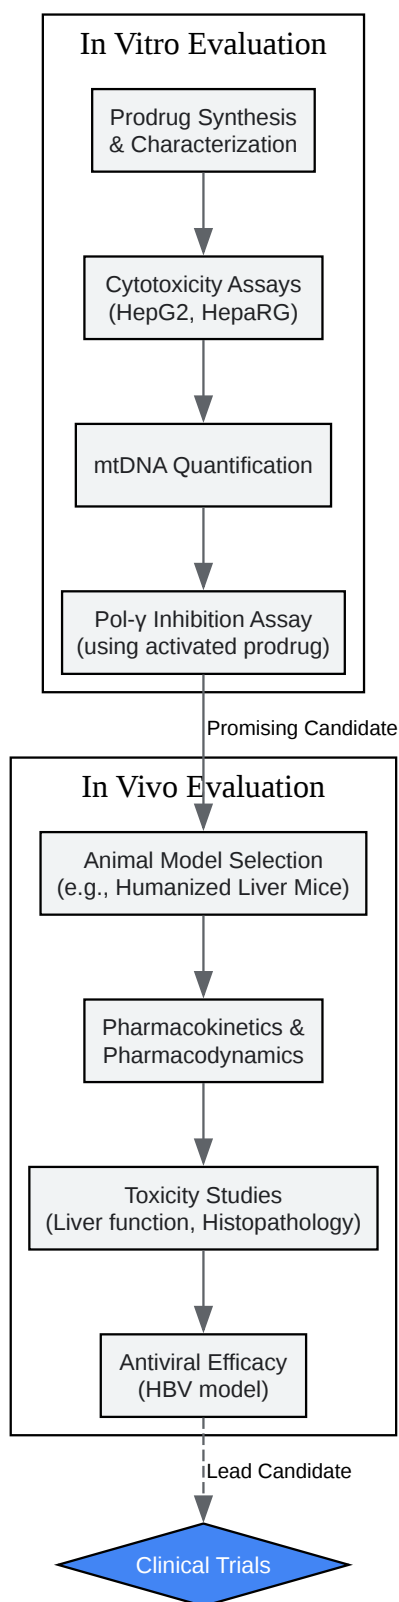 In Vitro Evaluation
Prodrug Synthesis
& Characterization
Cytotoxicity Assays
(HepG2, HepaRG)
mtDNA Quantification
Pol-γ Inhibition Assay
(using activated prodrug)
Promising Candidate
In Vivo Evaluation
Animal Model Selection
(e.g., Humanized Liver Mice)
Pharmacokinetics &
Pharmacodynamics
Toxicity Studies
(Liver function, Histopathology)
Antiviral Efficacy
(HBV model)
Lead Candidate
Clinical Trials